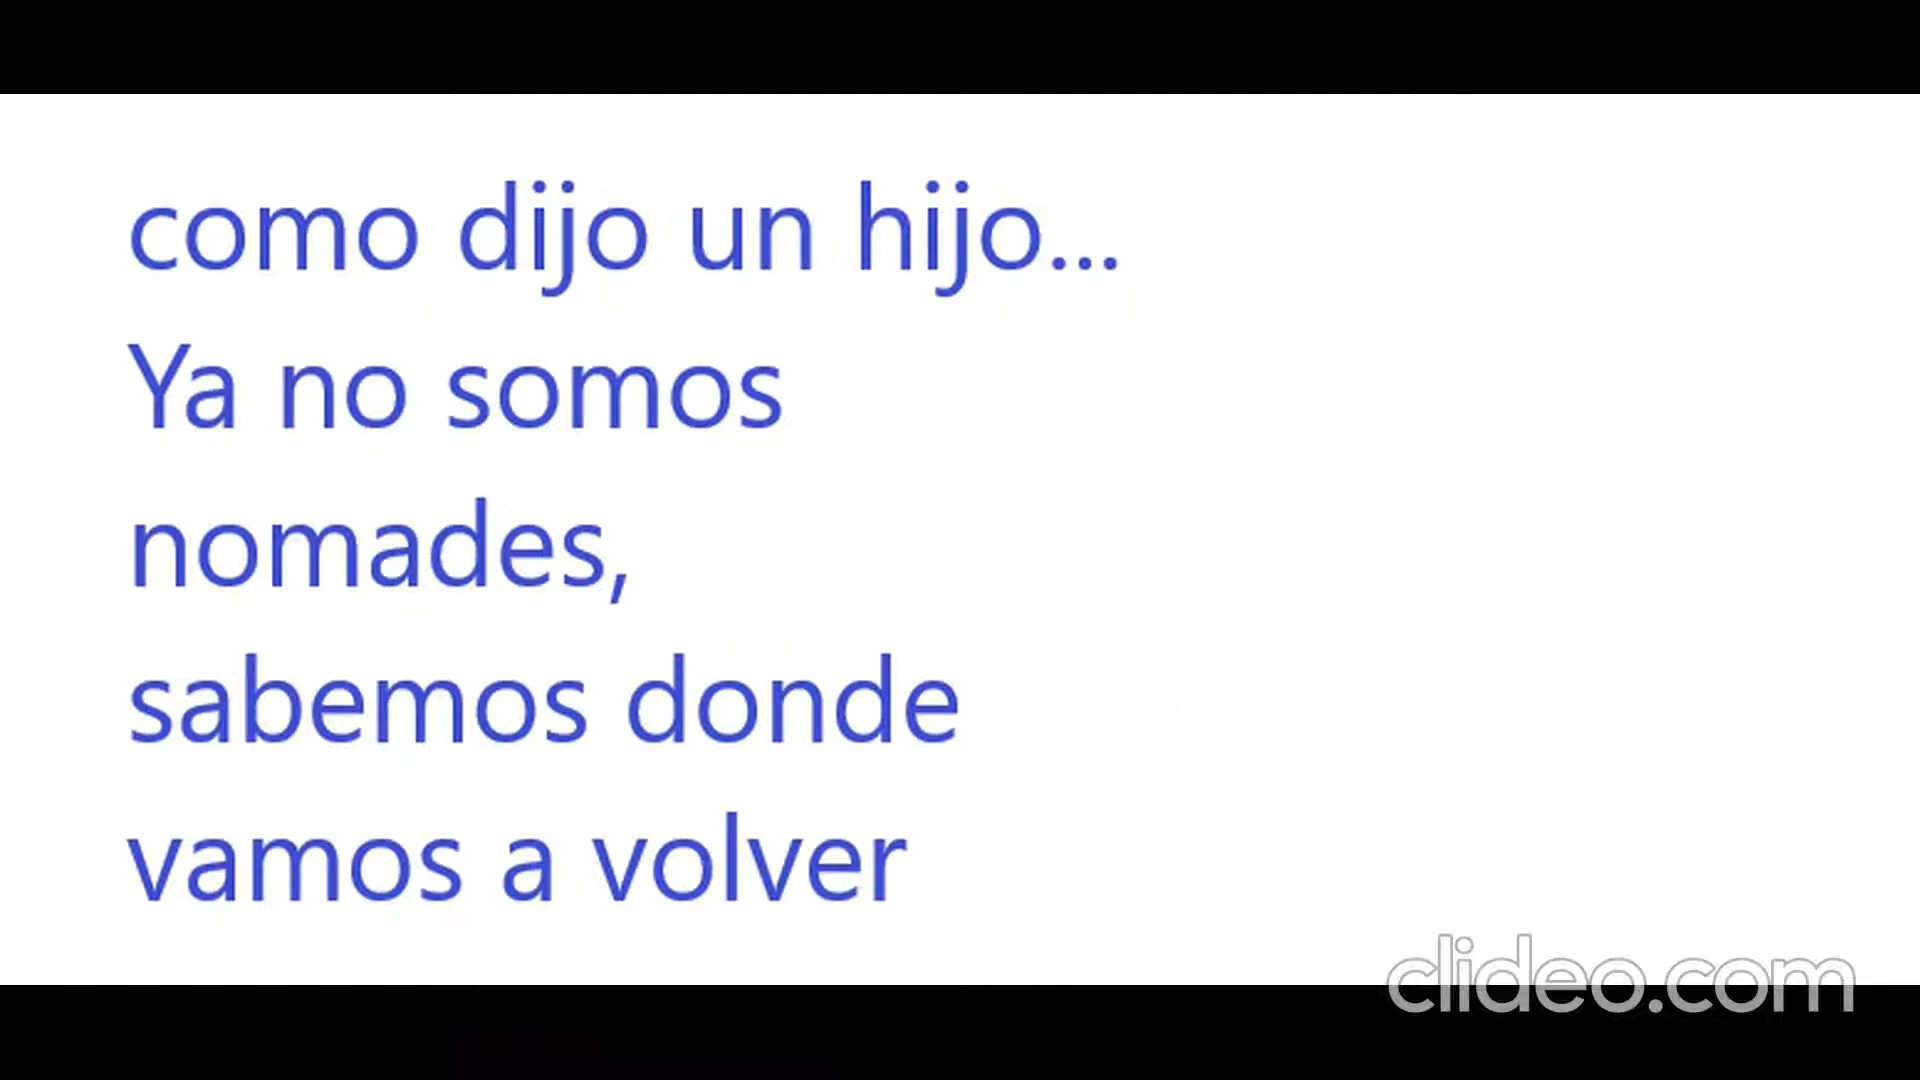 como dijo un hijo...
Ya no somos
nomades,
sabemos donde
vamos a volver
clideo.com